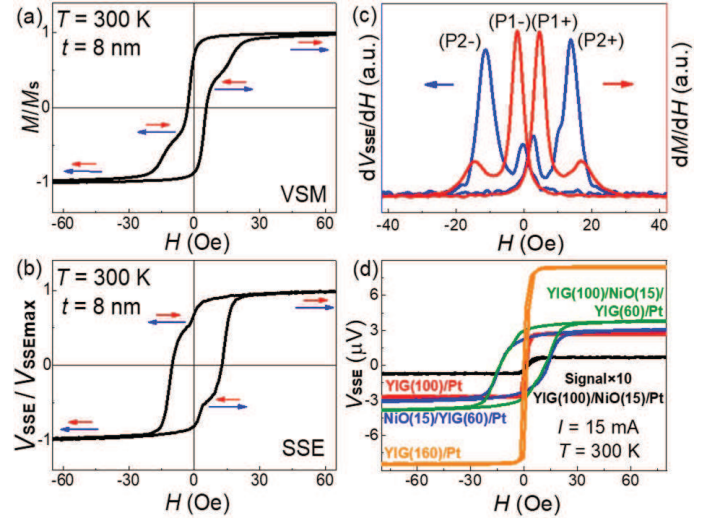 (a)
T = 300 K
t = 8 nm
M/Ms
1
0
-1
VSM
-60 -30 0 30 60
H (Oe)
(b)
T = 300 K
t = 8 nm
VSSE / VSSEmax
1
0
-1
SSE
-60 -30 0 30 60
H (Oe)
(c)
(P1-)(P1+)
(P2-)
(P2+)
dVSSE/dH (a.u.)
dM/dH (a.u.)
-40 -20 0 20 40
H (Oe)
(d)
VSSE (μV)
6
3
0
-3
-6
YIG(100)/NiO(15)/
YIG(60)/Pt
YIG(100)/Pt
Signal×10
YIG(100)/NiO(15)/Pt
NiO(15)/YIG(60)/Pt
I = 15 mA
YIG(160)/Pt
T = 300 K
-60 -30 0 30 60
H (Oe)